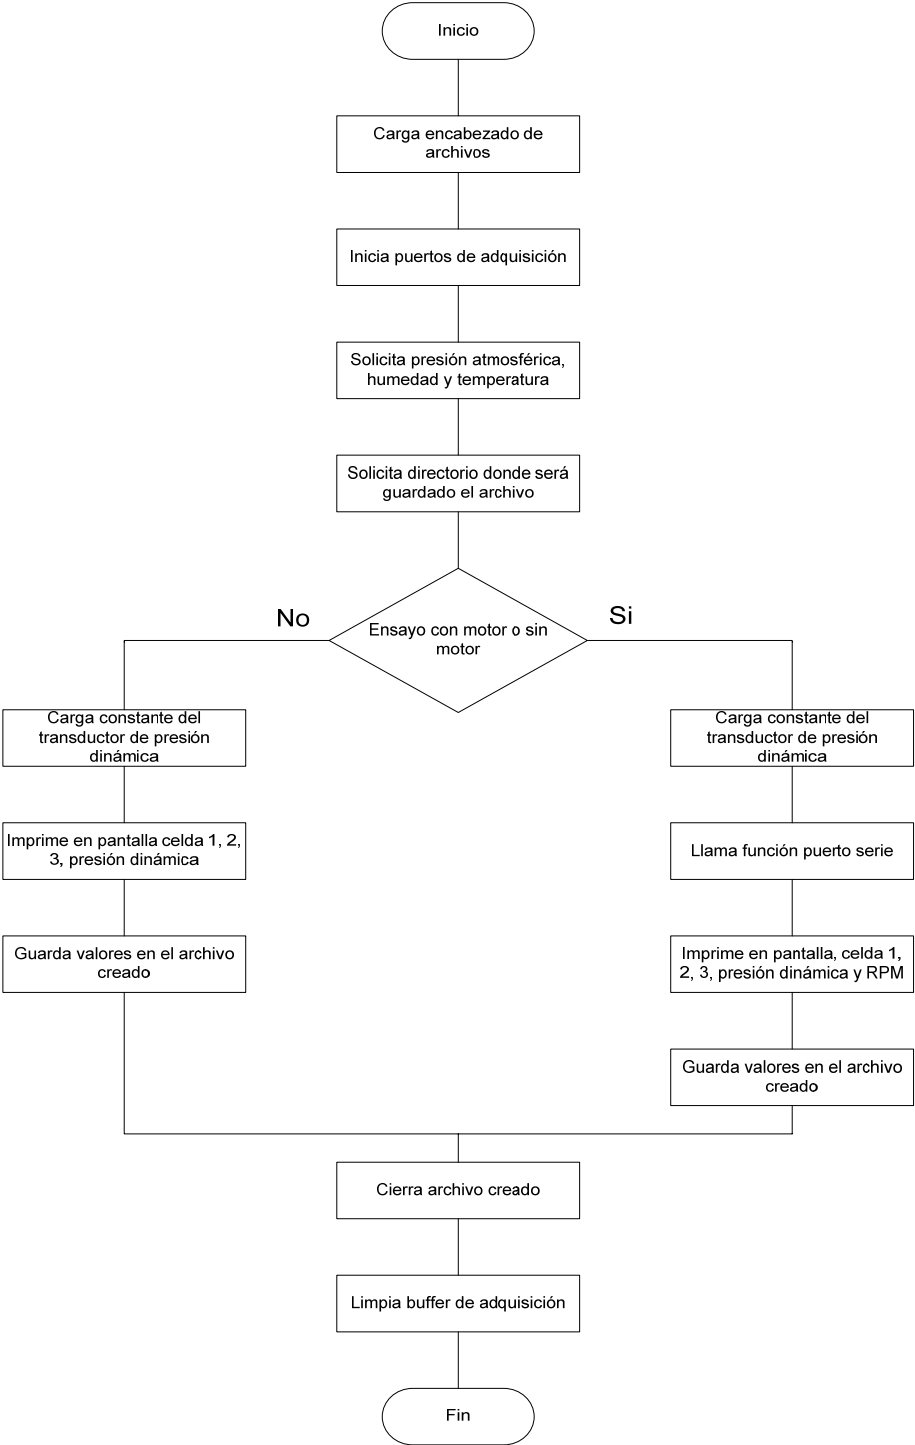 Inicio
Carga encabezado de
archivos
Inicia puertos de adquisición
Solicita presión atmosférica,
humedad y temperatura
Solicita directorio donde será
guardado el archivo
Ensayo con motor o sin
motor
No
Si
Carga constante del
transductor de presión
dinámica
Imprime en pantalla celda 1, 2,
3, presión dinámica
Guarda valores en el archivo
creado
Carga constante del
transductor de presión
dinámica
Llama función puerto serie
Imprime en pantalla, celda 1,
2, 3, presión dinámica y RPM
Guarda valores en el archivo
creado
Cierra archivo creado
Limpia buffer de adquisición
Fin